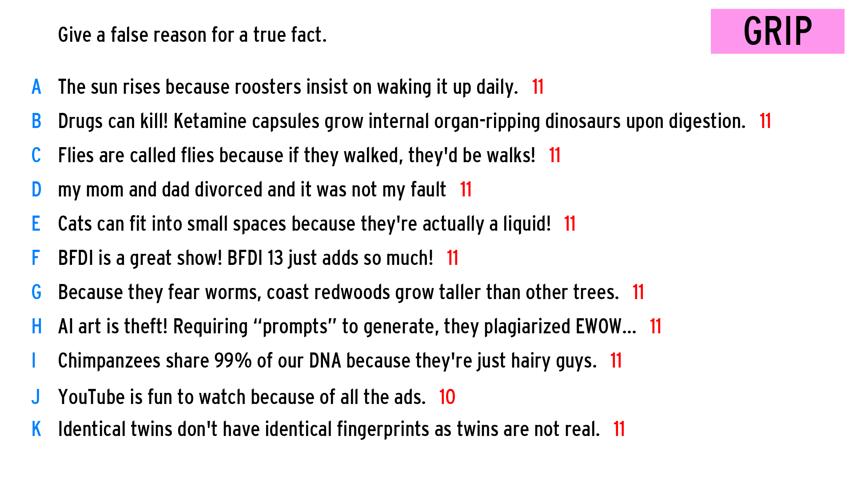 Give a false reason for a true fact.
GRIP
A The sun rises because roosters insist on waking it up daily. 11
B Drugs can kill! Ketamine capsules grow internal organ-ripping dinosaurs upon digestion. 11
C Flies are called flies because if they walked, they'd be walks! 11
D my mom and dad divorced and it was not my fault 11
E Cats can fit into small spaces because they're actually a liquid! 11
F BFDI is a great show! BFDI 13 just adds so much! 11
G Because they fear worms, coast redwoods grow taller than other trees. 11
H AI art is theft! Requiring “prompts” to generate, they plagiarized EWOW... 11
I Chimpanzees share 99% of our DNA because they're just hairy guys. 11
J YouTube is fun to watch because of all the ads. 10
K Identical twins don't have identical fingerprints as twins are not real. 11